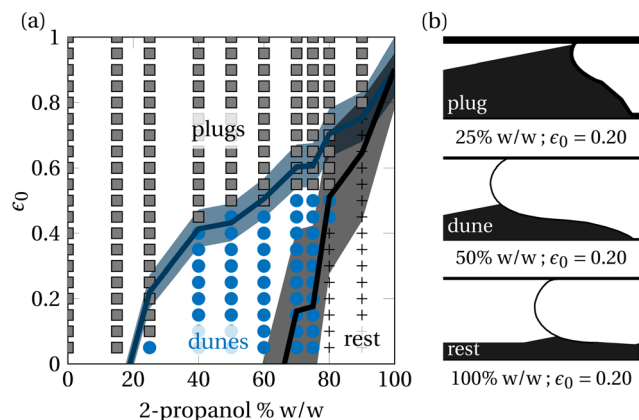 (a)
1
0.8
0.6
0.4
0.2
0
ϵ0
plugs
dunes
rest
0 20 40 60 80 100
2-propanol % w/w
(b)
plug
25% w/w ; ϵ0 = 0.20
dune
50% w/w ; ϵ0 = 0.20
rest
100% w/w ; ϵ0 = 0.20